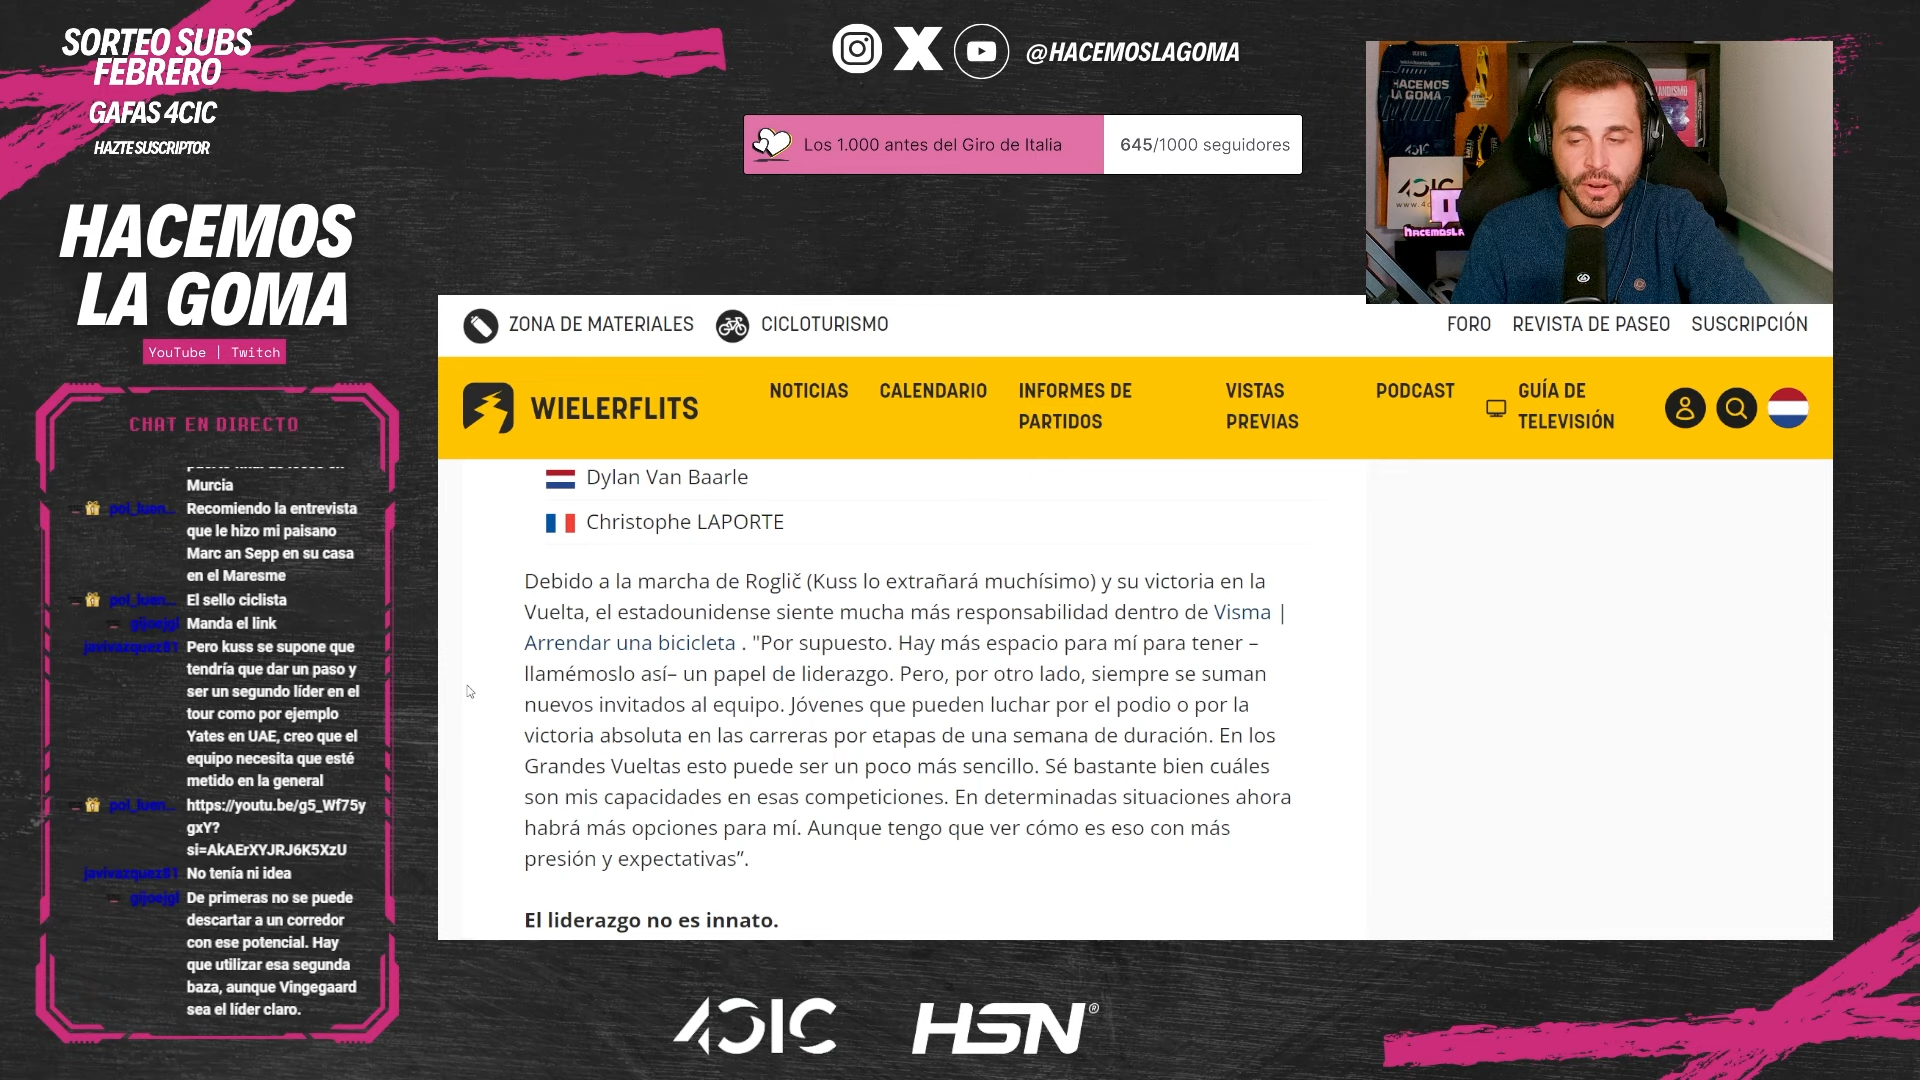 SORTEO SUBS
FEBRERO
GAFAS 4CIC
HAZTE SUSCRIPTOR
@HACEMOSLAGOMA
Los 1.000 antes del Giro de Italia
645/1000 seguidores
HACEMOS
LA GOMA
YouTube | Twitch
CHAT EN DIRECTO
Murcia
pol_luen... Recomiendo la entrevista
que le hizo mi paisano
Marc an Sepp en su casa
en el Maresme
pol_luen... El sello ciclista
gijoejgl Manda el link
javivazquez81 Pero kuss se supone que
tendría que dar un paso y
ser un segundo líder en el
tour como por ejemplo
Yates en UAE, creo que el
equipo necesita que esté
metido en la general
pol_luen... https://youtu.be/g5_Wf75y
gxY?
si=AkAErXYJRJ6K5XzU
javivazquez81 No tenía ni idea
gijoejgl De primeras no se puede
descartar a un corredor
con ese potencial. Hay
que utilizar esa segunda
baza, aunque Vingegaard
sea el líder claro.
HACEMOS
LA GOMA
ZONA DE MATERIALES
CICLOTURISMO
FORO
REVISTA DE PASEO
SUSCRIPCIÓN
WIELERFLITS
NOTICIAS
CALENDARIO
INFORMES DE
PARTIDOS
VISTAS
PREVIAS
PODCAST
GUÍA DE
TELEVISIÓN
Dylan Van Baarle
Christophe LAPORTE
Debido a la marcha de Roglič (Kuss lo extrañará muchísimo) y su victoria en la
Vuelta, el estadounidense siente mucha más responsabilidad dentro de Visma |
Arrendar una bicicleta . "Por supuesto. Hay más espacio para mí para tener –
llamémoslo así– un papel de liderazgo. Pero, por otro lado, siempre se suman
nuevos invitados al equipo. Jóvenes que pueden luchar por el podio o por la
victoria absoluta en las carreras por etapas de una semana de duración. En los
Grandes Vueltas esto puede ser un poco más sencillo. Sé bastante bien cuáles
son mis capacidades en esas competiciones. En determinadas situaciones ahora
habrá más opciones para mí. Aunque tengo que ver cómo es eso con más
presión y expectativas”.
El liderazgo no es innato.
4CIC
HSN®